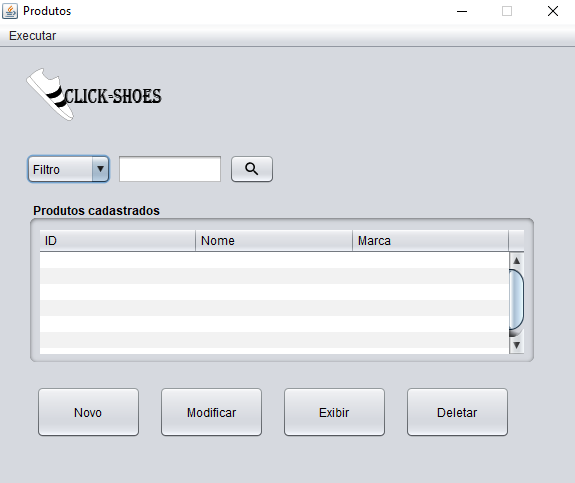 Produtos
Executar
CLICK-SHOES
Filtro
Produtos cadastrados
ID Nome Marca
Novo Modificar Exibir Deletar